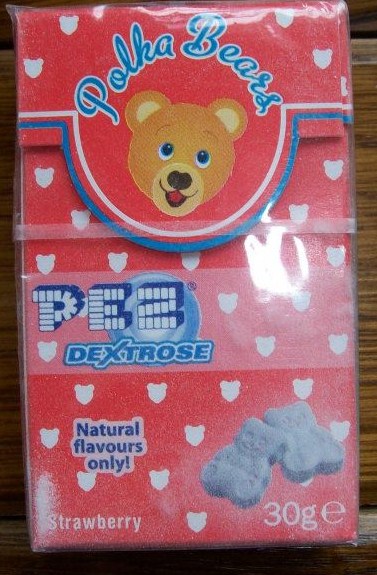 Polka Bears
PEZ®
DEXTROSE
Natural
flavours
only!
Strawberry
30g ℮